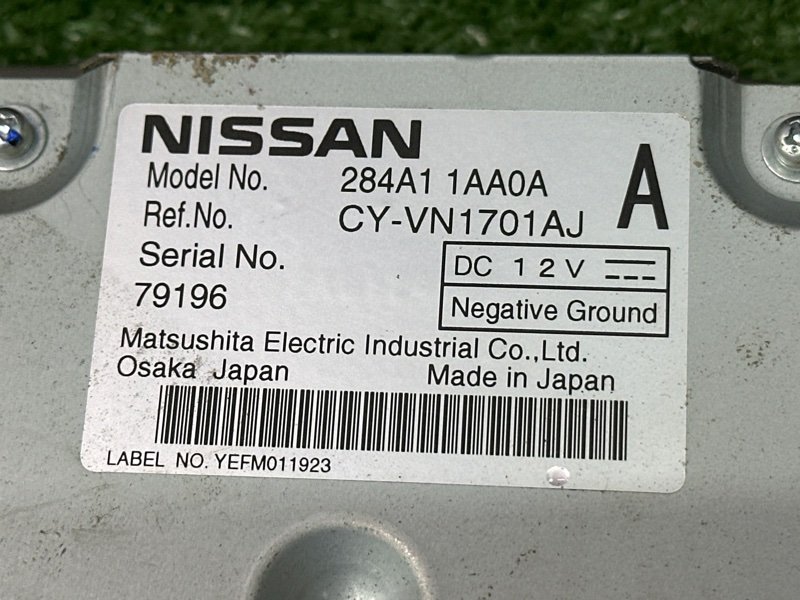 NISSAN
Model No. 284A1 1AA0A A
Ref.No. CY-VN1701AJ
Serial No.
79196
DC 12V
Negative Ground
Matsushita Electric Industrial Co.,Ltd.
Osaka Japan Made in Japan
LABEL NO. YEFM011923